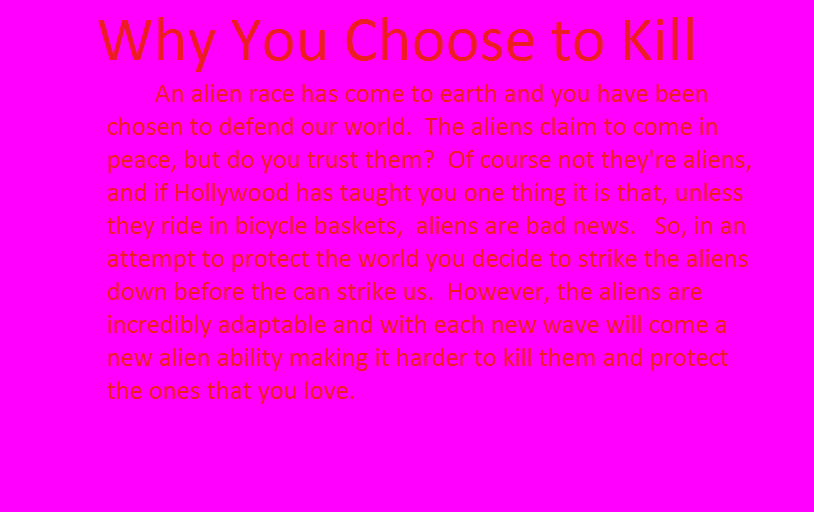 Why You Choose to Kill
An alien race has come to earth and you have been
chosen to defend our world.  The aliens claim to come in
peace, but do you trust them?  Of course not they're aliens,
and if Hollywood has taught you one thing it is that, unless
they ride in bicycle baskets,  aliens are bad news.   So, in an
attempt to protect the world you decide to strike the aliens
down before the can strike us.  However, the aliens are
incredibly adaptable and with each new wave will come a
new alien ability making it harder to kill them and protect
the ones that you love.